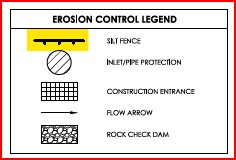 EROSION CONTROL LEGEND
SILT FENCE
INLET/PIPE PROTECTION
CONSTRUCTION ENTRANCE
FLOW ARROW
ROCK CHECK DAM